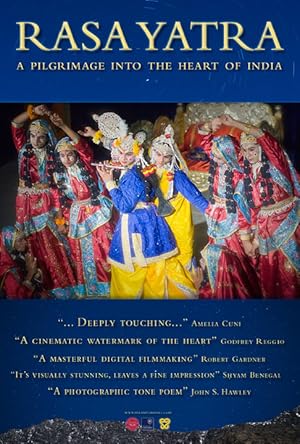 RASA YATRA
A PILGRIMAGE INTO THE HEART OF INDIA
“... DEEPLY TOUCHING...” AMELIA CUNI
“A CINEMATIC WATERMARK OF THE HEART” GODFREY REGGIO
“A MASTERFUL DIGITAL FILMMAKING” ROBERT GARDNER
“IT'S VISUALLY STUNNING, LEAVES A FINE IMPRESSION” SHYAM BENEGAL
“A PHOTOGRAPHIC TONE POEM” JOHN S. HAWLEY